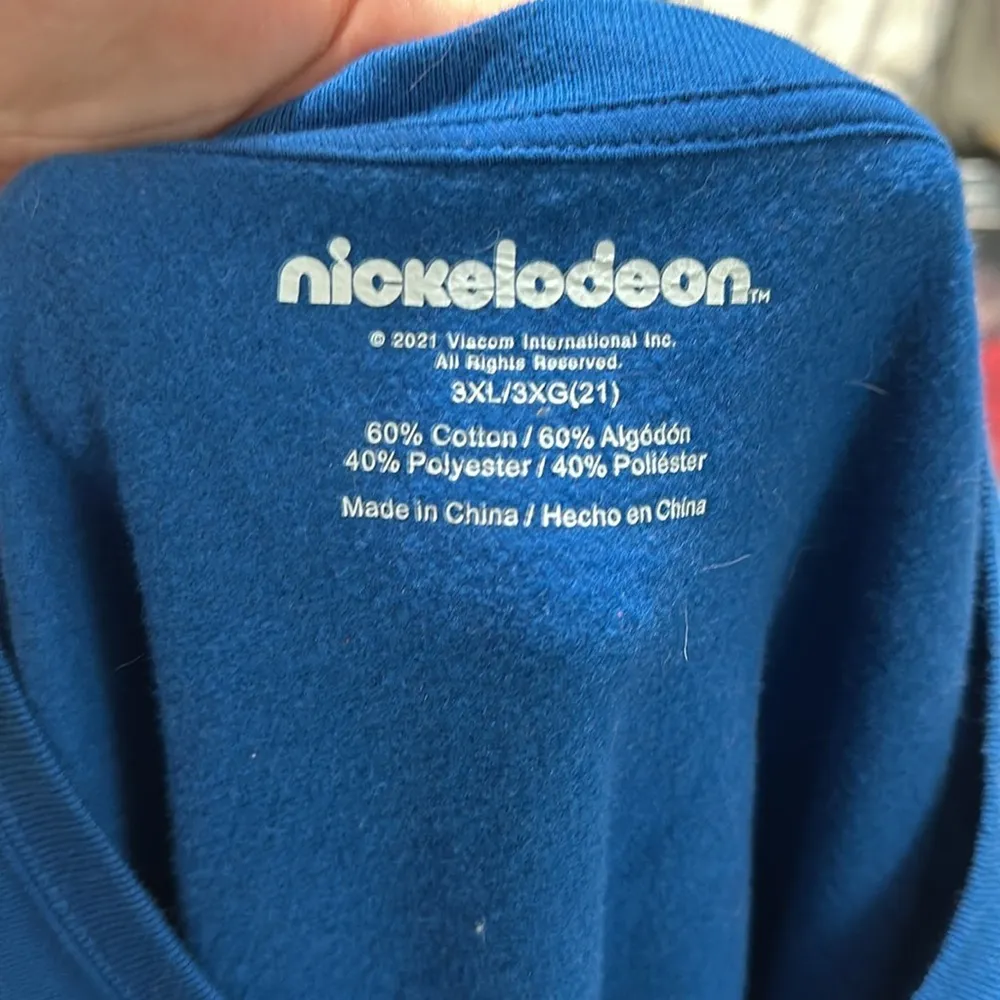 nickelodeon™
© 2021 Viacom International Inc.
All Rights Reserved.
3XL/3XG(21)
60% Cotton / 60% Algódón
40% Polyester / 40% Poliéster
Made in China / Hecho en China